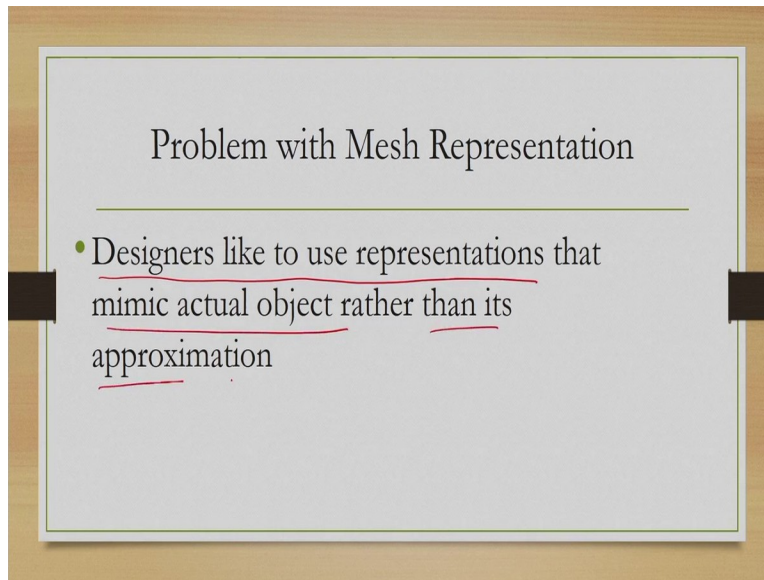 Problem with Mesh Representation
•Designers like to use representations that
mimic actual object rather than its
approximation